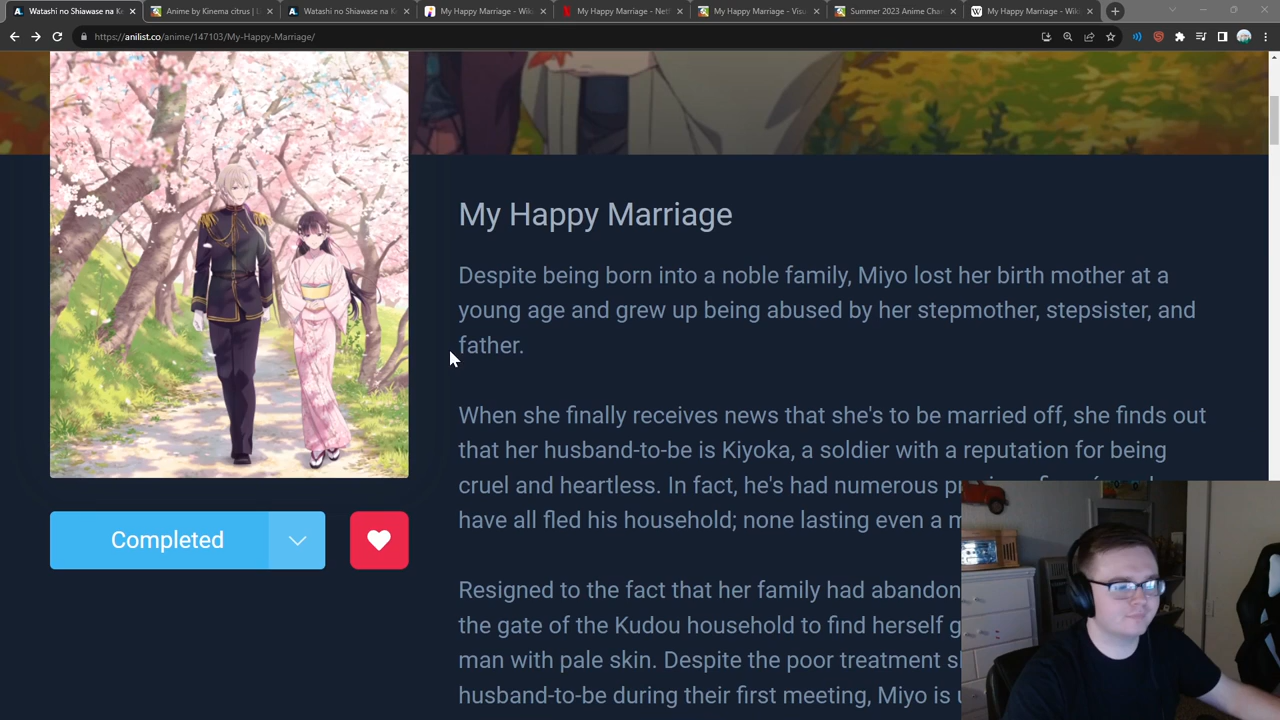 Watashi no Shiawase na K
Anime by Kinema citrus | L
Watashi no Shiawase na K
My Happy Marriage - Wik
My Happy Marriage - Netf
My Happy Marriage - Visu
Summer 2023 Anime Char
My Happy Marriage - Wik
https://anilist.co/anime/147103/My-Happy-Marriage/
My Happy Marriage
Despite being born into a noble family, Miyo lost her birth mother at a
young age and grew up being abused by her stepmother, stepsister, and
father.
When she finally receives news that she's to be married off, she finds out
that her husband-to-be is Kiyoka, a soldier with a reputation for being
cruel and heartless. In fact, he's had numerous
have all fled his household; none lasting even a
Resigned to the fact that her family had
the gate of the Kudou household to find herself
man with pale skin. Despite the poor treatment
husband-to-be during their first meeting, Miyo is
Completed